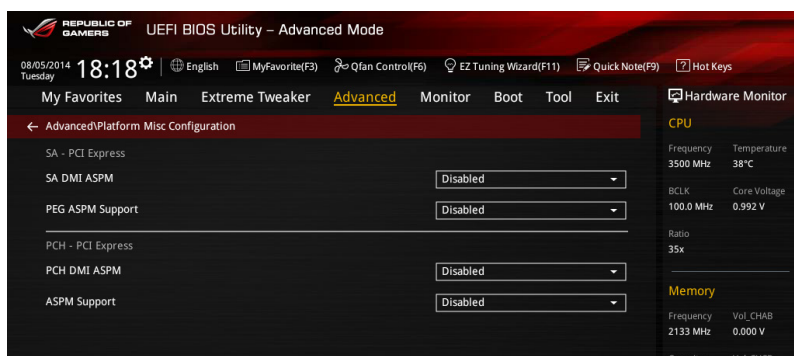 REPUBLIC OF
GAMERS
UEFI BIOS Utility – Advanced Mode
08/05/2014
Tuesday
18:18
English
MyFavorite(F3)
Qfan Control(F6)
EZ Tuning Wizard(F11)
Quick Note(F9)
? Hot Keys
My Favorites
Main
Extreme Tweaker
Advanced
Monitor
Boot
Tool
Exit
Hardware Monitor
← Advanced\Platform Misc Configuration
SA - PCI Express
SA DMI ASPM Disabled
PEG ASPM Support Disabled
PCH - PCI Express
PCH DMI ASPM Disabled
ASPM Support Disabled
CPU
Frequency Temperature
3500 MHz 38°C
BCLK Core Voltage
100.0 MHz 0.992 V
Ratio
35x
Memory
Frequency Vol_CHAB
2133 MHz 0.000 V